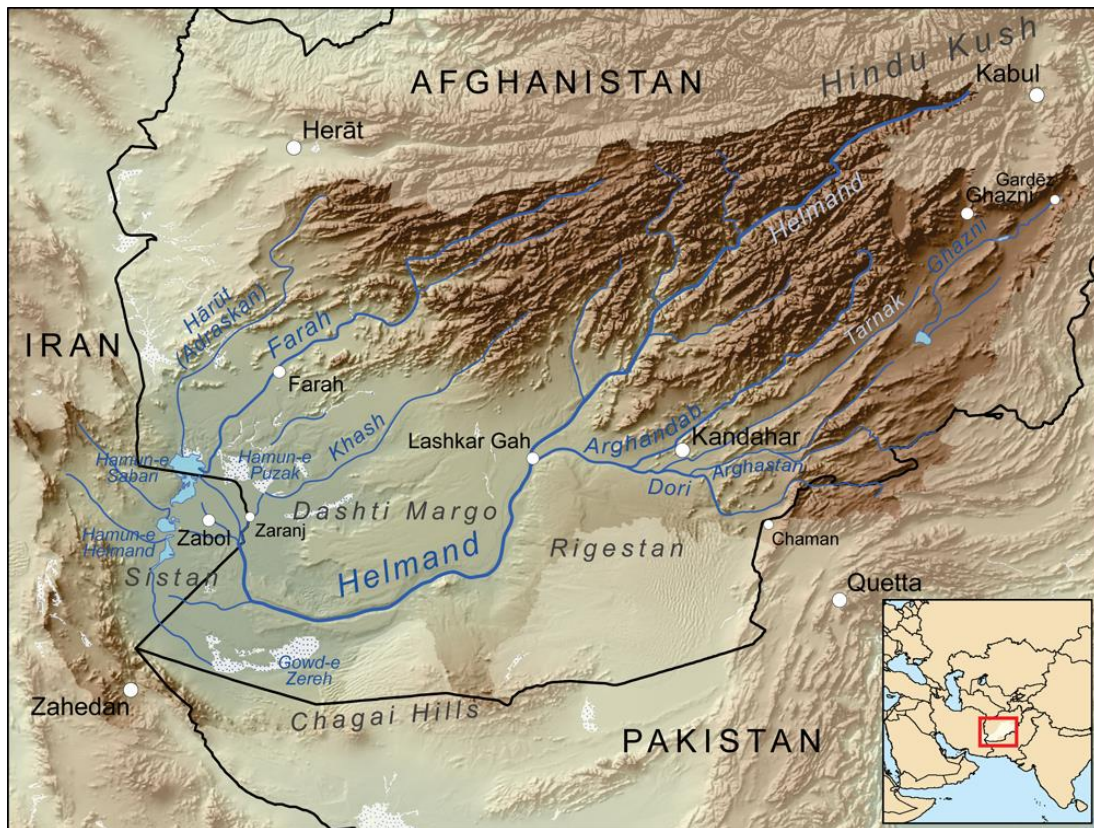 Hindu Kush
AFGHANISTAN
Kabul
Herāt
Gardēz
Ghazni
Helmand
Ghazni
Hārūt
(Adraskan)
Farah
Tarnak
IRAN
Farah
Khash
Lashkar Gah
Arghandab
Kandahar
Hamun-e
Sabari
Hamun-e
Puzak
Arghastan
Dori
Dashti Margo
Zaranj
Hamun-e
Helmand
Zabol
Chaman
Rigestan
Helmand
Sistan
Quetta
Gowd-e
Zereh
Zahedan
Chagai Hills
PAKISTAN